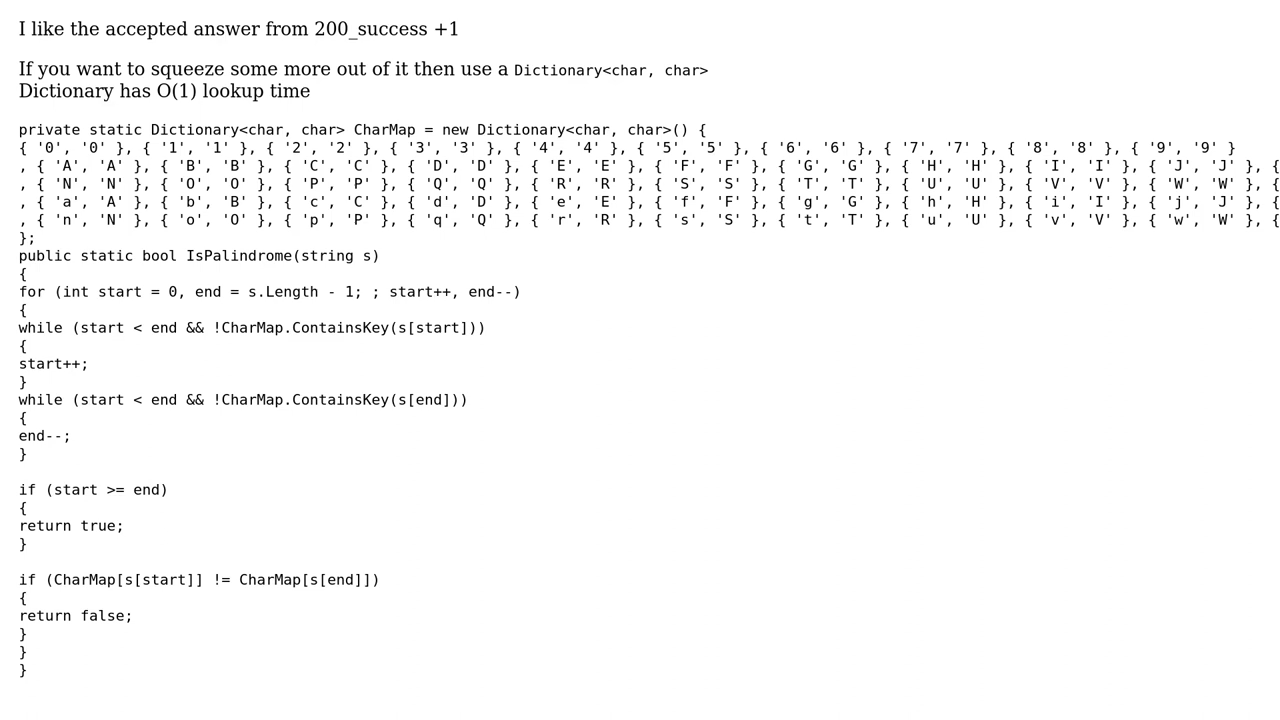 I like the accepted answer from 200_success +1
If you want to squeeze some more out of it then use a Dictionary<char, char>
Dictionary has O(1) lookup time
private static Dictionary<char, char> CharMap = new Dictionary<char, char>() {
{ '0', '0' }, { '1', '1' }, { '2', '2' }, { '3', '3' }, { '4', '4' }, { '5', '5' }, { '6', '6' }, { '7', '7' }, { '8', '8' }, { '9', '9' }
, { 'A', 'A' }, { 'B', 'B' }, { 'C', 'C' }, { 'D', 'D' }, { 'E', 'E' }, { 'F', 'F' }, { 'G', 'G' }, { 'H', 'H' }, { 'I', 'I' }, { 'J', 'J' }, {
, { 'N', 'N' }, { 'O', 'O' }, { 'P', 'P' }, { 'Q', 'Q' }, { 'R', 'R' }, { 'S', 'S' }, { 'T', 'T' }, { 'U', 'U' }, { 'V', 'V' }, { 'W', 'W' }, {
, { 'a', 'A' }, { 'b', 'B' }, { 'c', 'C' }, { 'd', 'D' }, { 'e', 'E' }, { 'f', 'F' }, { 'g', 'G' }, { 'h', 'H' }, { 'i', 'I' }, { 'j', 'J' }, {
, { 'n', 'N' }, { 'o', 'O' }, { 'p', 'P' }, { 'q', 'Q' }, { 'r', 'R' }, { 's', 'S' }, { 't', 'T' }, { 'u', 'U' }, { 'v', 'V' }, { 'w', 'W' }, {
};
public static bool IsPalindrome(string s)
{
for (int start = 0, end = s.Length - 1; ; start++, end--)
{
while (start < end && !CharMap.ContainsKey(s[start]))
{
start++;
}
while (start < end && !CharMap.ContainsKey(s[end]))
{
end--;
}
if (start >= end)
{
return true;
}
if (CharMap[s[start]] != CharMap[s[end]])
{
return false;
}
}
}